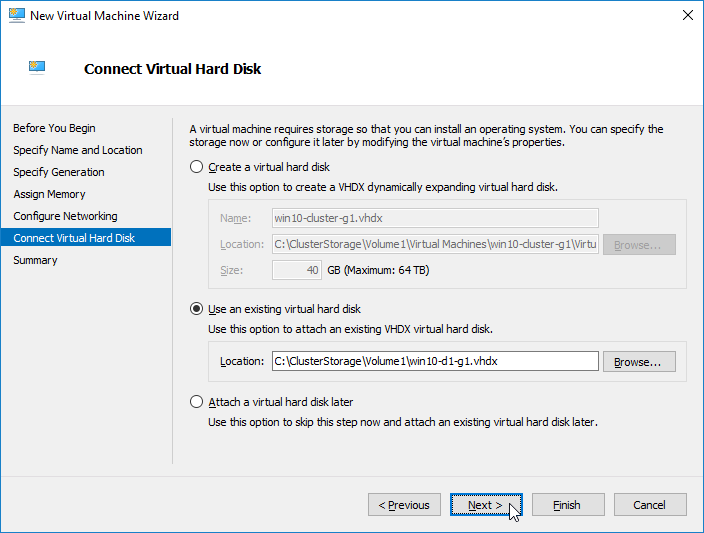 New Virtual Machine Wizard
Connect Virtual Hard Disk
Before You Begin
Specify Name and Location
Specify Generation
Assign Memory
Configure Networking
Connect Virtual Hard Disk
Summary
A virtual machine requires storage so that you can install an operating system. You can specify the
storage now or configure it later by modifying the virtual machine's properties.
Create a virtual hard disk
Use this option to create a VHDX dynamically expanding virtual hard disk.
Name: win10-cluster-g1.vhdx
Location: C:\ClusterStorage\Volume1\Virtual Machines\win10-cluster-g1\Virtu Browse...
Size: 40 GB (Maximum: 64 TB)
Use an existing virtual hard disk
Use this option to attach an existing VHDX virtual hard disk.
Location: C:\ClusterStorage\Volume1\win10-d1-g1.vhdx Browse...
Attach a virtual hard disk later
Use this option to skip this step now and attach an existing virtual hard disk later.
< Previous Next > Finish Cancel